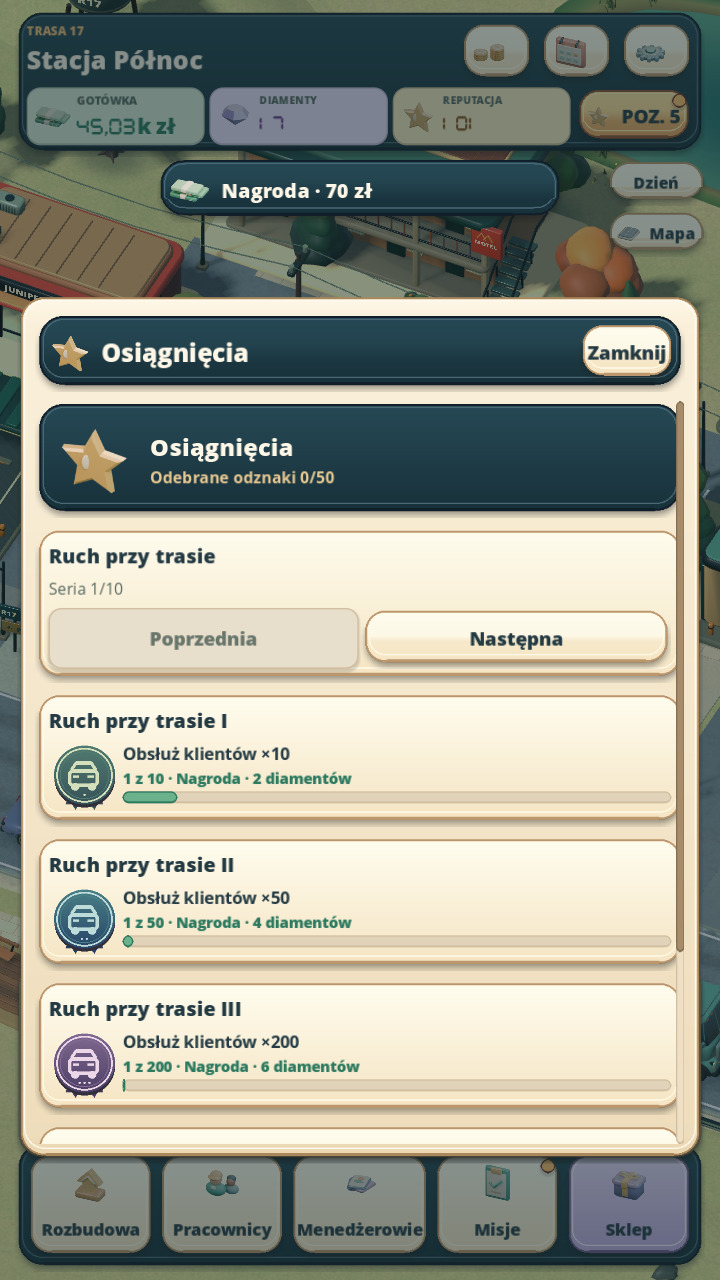 TRASA 17
Stacja Północ
GOTÓWKA
45,03k zł
DIAMENTY
17
REPUTACJA
101
POZ. 5
Nagroda · 70 zł
Dzień
Mapa
MOTEL
Osiągnięcia
Zamknij
Osiągnięcia
Odebrane odznaki 0/50
Ruch przy trasie
Seria 1/10
Poprzednia
Następna
Ruch przy trasie I
Obsłuż klientów ×10
1 z 10 · Nagroda · 2 diamentów
Ruch przy trasie II
Obsłuż klientów ×50
1 z 50 · Nagroda · 4 diamentów
R17
Ruch przy trasie III
Obsłuż klientów ×200
1 z 200 · Nagroda · 6 diamentów
Rozbudowa
Pracownicy
Menedżerowie
Misje
Sklep